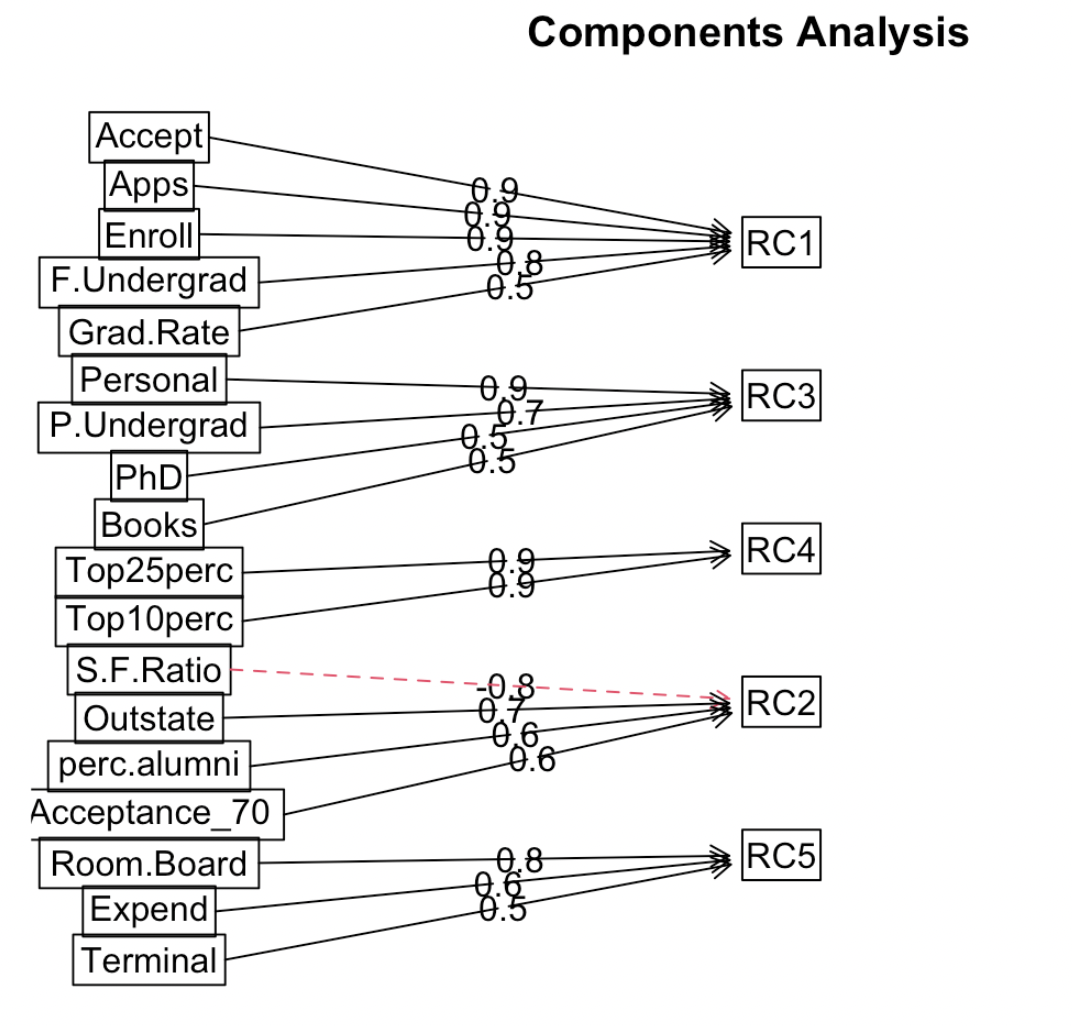 Components Analysis
Accept
Apps
Enroll
F.Undergrad
Grad.Rate
Personal
P.Undergrad
PhD
Books
Top25perc
Top10perc
S.F.Ratio
Outstate
perc.alumni
Acceptance_70
Room.Board
Expend
Terminal
0.9
0.9
0.9
0.8
0.5
0.9
0.7
0.5
0.5
0.9
0.9
-0.8
0.7
0.6
0.6
0.8
0.6
0.5
RC1
RC3
RC4
RC2
RC5